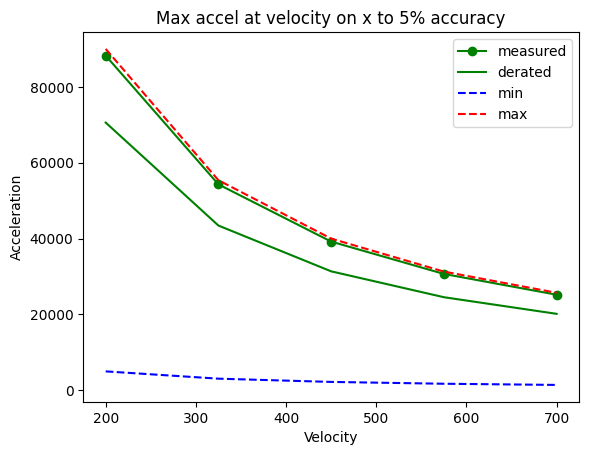 Max accel at velocity on x to 5% accuracy
measured
derated
min
max
80000
60000
40000
20000
0
Acceleration
200
300
400
500
600
700
Velocity